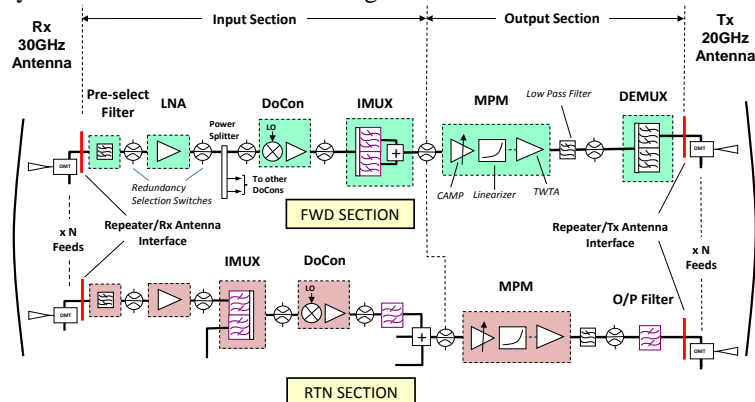 Rx
30GHz
Antenna
Input Section
Output Section
Tx
20GHz
Antenna
Pre-select
Filter
LNA
Power
Splitter
DoCon
LO
IMUX
MPM
Low Pass Filter
DEMUX
OMT
OMT
Redundancy
Selection Switches
To other
DoCons
CAMP
Linearizer
TWTA
FWD SECTION
x N
Feeds
Repeater/Rx Antenna
Interface
Repeater/Tx Antenna
Interface
x N
Feeds
IMUX
DoCon
LO
MPM
O/P Filter
OMT
OMT
RTN SECTION